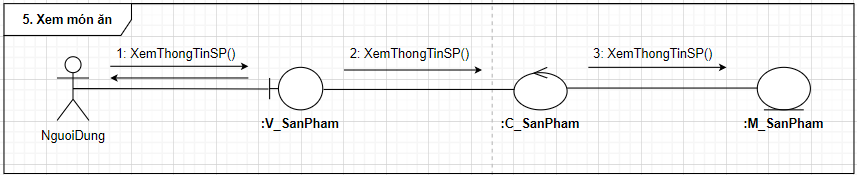 5. Xem món ăn
1: XemThongTinSP()
2: XemThongTinSP()
3: XemThongTinSP()
NguoiDung
:V_SanPham
:C_SanPham
:M_SanPham